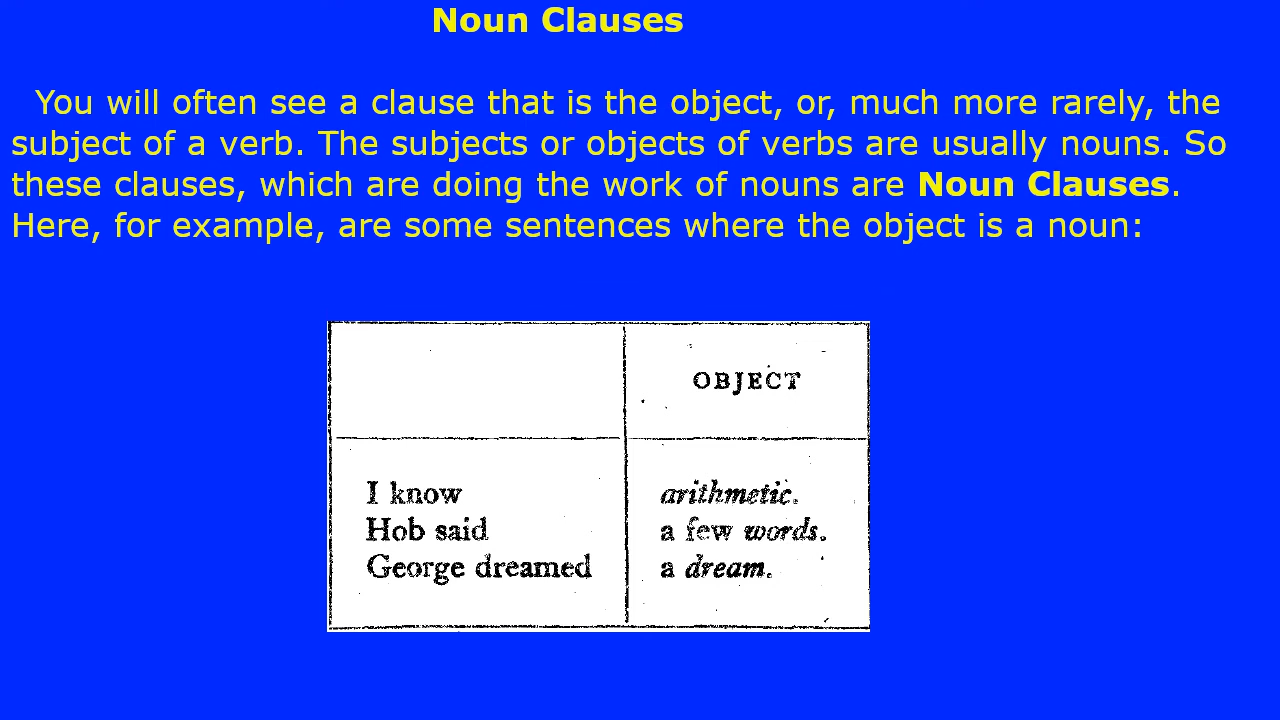 Noun Clauses
You will often see a clause that is the object, or, much more rarely, the
subject of a verb. The subjects or objects of verbs are usually nouns. So
these clauses, which are doing the work of nouns are Noun Clauses.
Here, for example, are some sentences where the object is a noun:
OBJECT
I know arithmetic.
Hob said a few words.
George dreamed a dream.